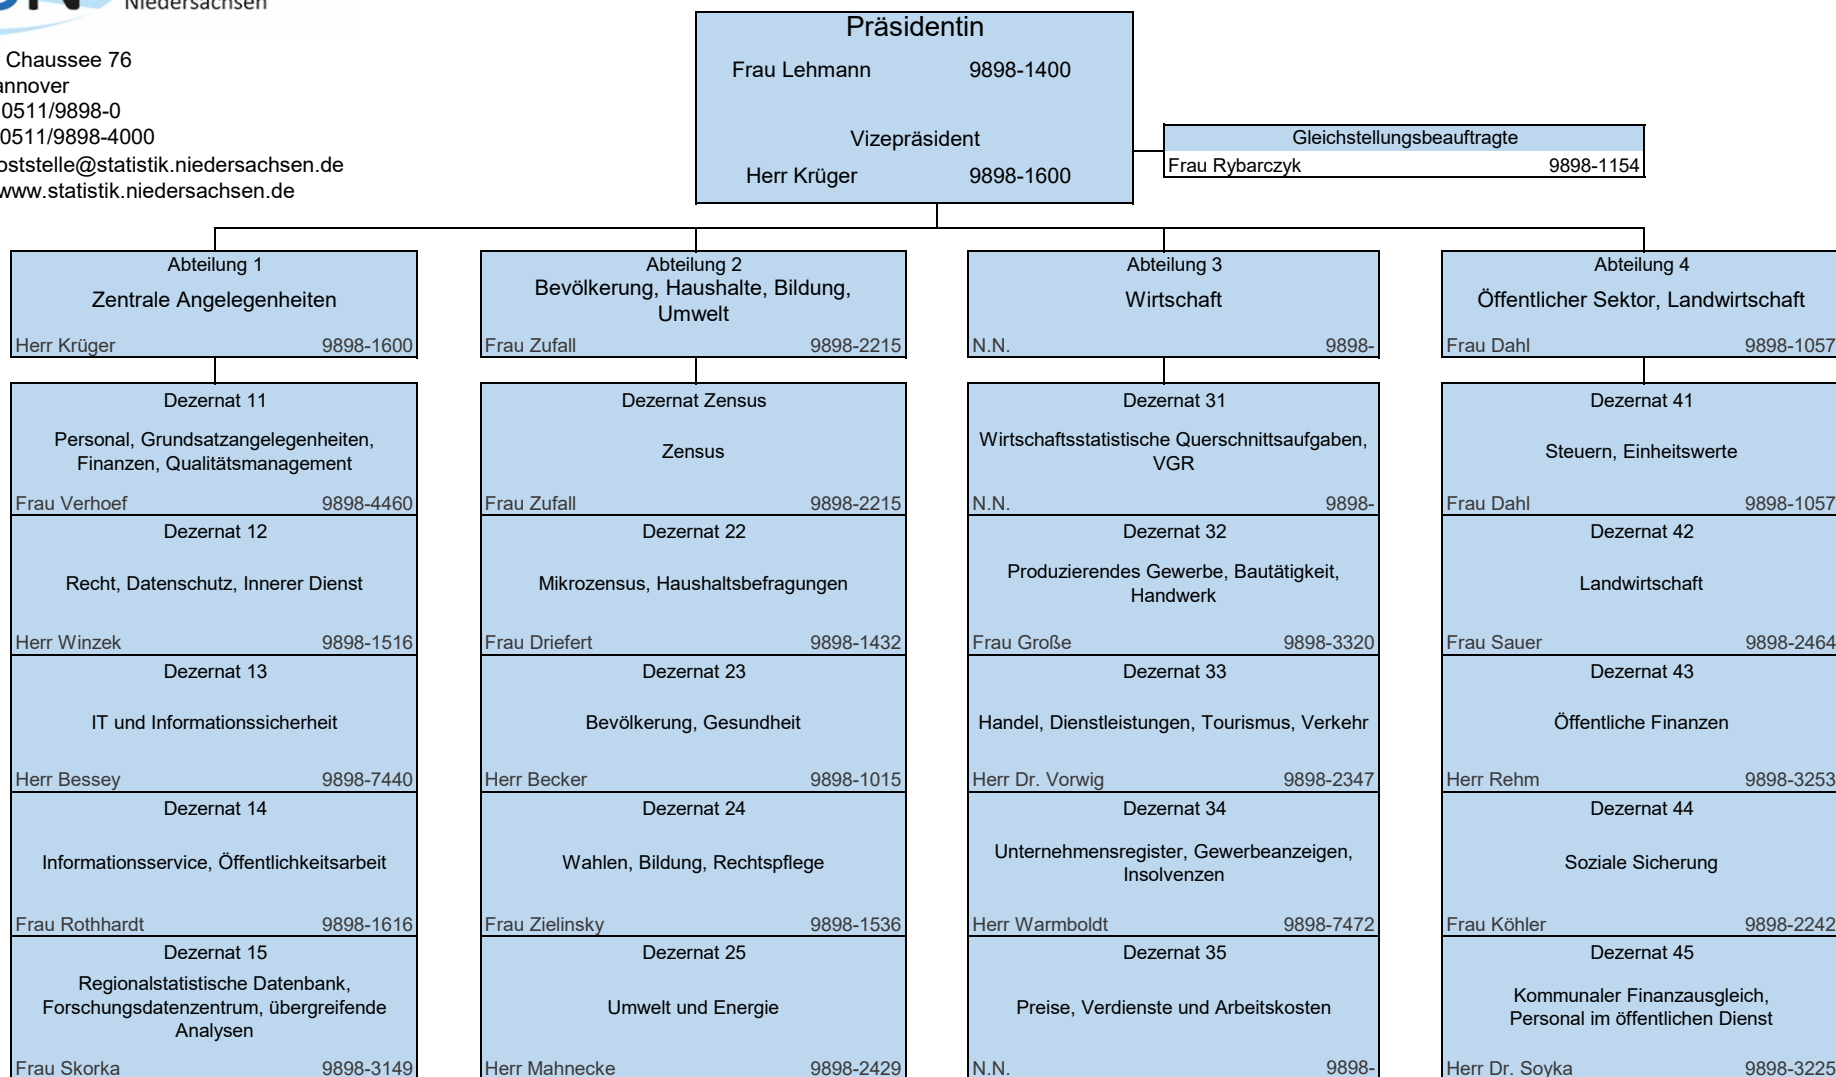 Niedersachsen
Chaussee 76
0511/9898-0
0511/9898-4000
@statistik.niedersachsen.de
www.statistik.niedersachsen.de
Präsidentin
Frau Lehmann 9898-1400
Vizepräsident
Herr Krüger 9898-1600
Gleichstellungsbeauftragte
Frau Rybarczyk 9898-1154
Abteilung 1
Zentrale Angelegenheiten
Herr Krüger 9898-1600
Dezernat 11
Personal, Grundsatzangelegenheiten,
Finanzen, Qualitätsmanagement
Frau Verhoef 9898-4460
Dezernat 12
Recht, Datenschutz, Innerer Dienst
Herr Winzek 9898-1516
Dezernat 13
IT und Informationssicherheit
Herr Bessey 9898-7440
Dezernat 14
Informationsservice, Öffentlichkeitsarbeit
Frau Rothhardt 9898-1616
Dezernat 15
Regionalstatistische Datenbank,
Forschungsdatenzentrum, übergreifende
Analysen
Frau Skorka 9898-3149
Abteilung 2
Bevölkerung, Haushalte, Bildung,
Umwelt
Frau Zufall 9898-2215
Dezernat Zensus
Zensus
Frau Zufall 9898-2215
Dezernat 22
Mikrozensus, Haushaltsbefragungen
Frau Driefert 9898-1432
Dezernat 23
Bevölkerung, Gesundheit
Herr Becker 9898-1015
Dezernat 24
Wahlen, Bildung, Rechtspflege
Frau Zielinsky 9898-1536
Dezernat 25
Umwelt und Energie
Herr Mahnecke 9898-2429
Abteilung 3
Wirtschaft
N.N. 9898-
Dezernat 31
Wirtschaftsstatistische Querschnittsaufgaben,
VGR
N.N. 9898-
Dezernat 32
Produzierendes Gewerbe, Bautätigkeit,
Handwerk
Frau Große 9898-3320
Dezernat 33
Handel, Dienstleistungen, Tourismus, Verkehr
Herr Dr. Vorwig 9898-2347
Dezernat 34
Unternehmensregister, Gewerbeanzeigen,
Insolvenzen
Herr Warmboldt 9898-7472
Dezernat 35
Preise, Verdienste und Arbeitskosten
N.N. 9898-
Abteilung 4
Öffentlicher Sektor, Landwirtschaft
Frau Dahl 9898-1057
Dezernat 41
Steuern, Einheitswerte
Frau Dahl 9898-1057
Dezernat 42
Landwirtschaft
Frau Sauer 9898-2464
Dezernat 43
Öffentliche Finanzen
Herr Rehm 9898-3253
Dezernat 44
Soziale Sicherung
Frau Köhler 9898-2242
Dezernat 45
Kommunaler Finanzausgleich,
Personal im öffentlichen Dienst
Herr Dr. Soyka 9898-3225